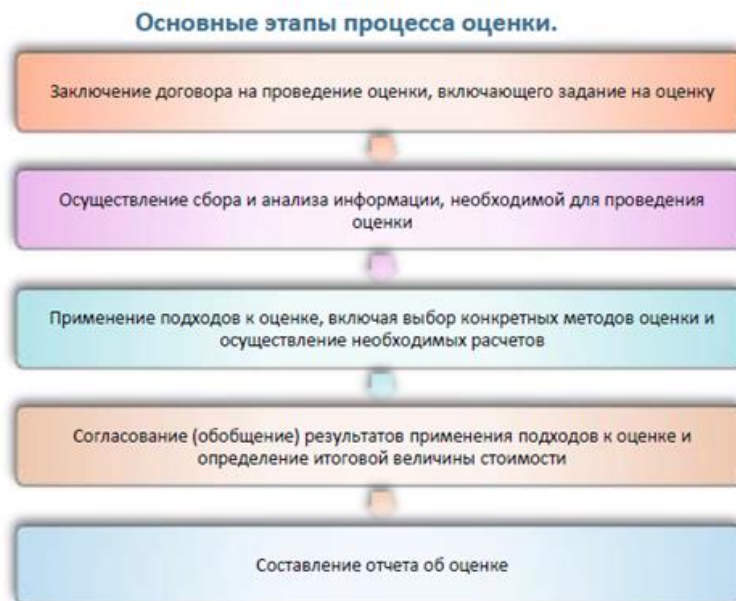 Основные этапы процесса оценки.
Заключение договора на проведение оценки, включающего задание на оценку
Осуществление сбора и анализа информации, необходимой для проведения
оценки
Применение подходов к оценке, включая выбор конкретных методов оценки и
осуществление необходимых расчетов
Согласование (обобщение) результатов применения подходов к оценке и
определение итоговой величины стоимости
Составление отчета об оценке